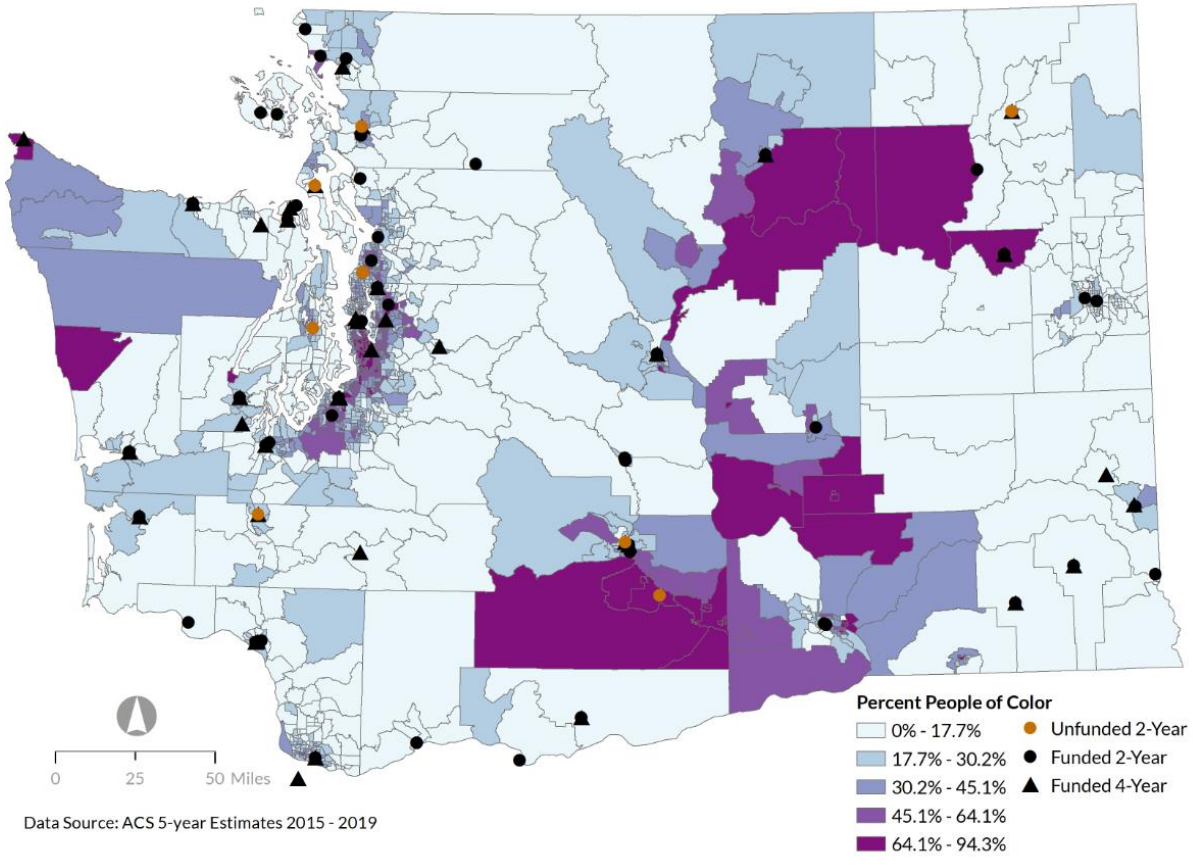 Percent People of Color
0% - 17.7%
17.7% - 30.2%
30.2% - 45.1%
45.1% - 64.1%
64.1% - 94.3%
Unfunded 2-Year
Funded 2-Year
Funded 4-Year
0 25 50 Miles
Data Source: ACS 5-year Estimates 2015 - 2019